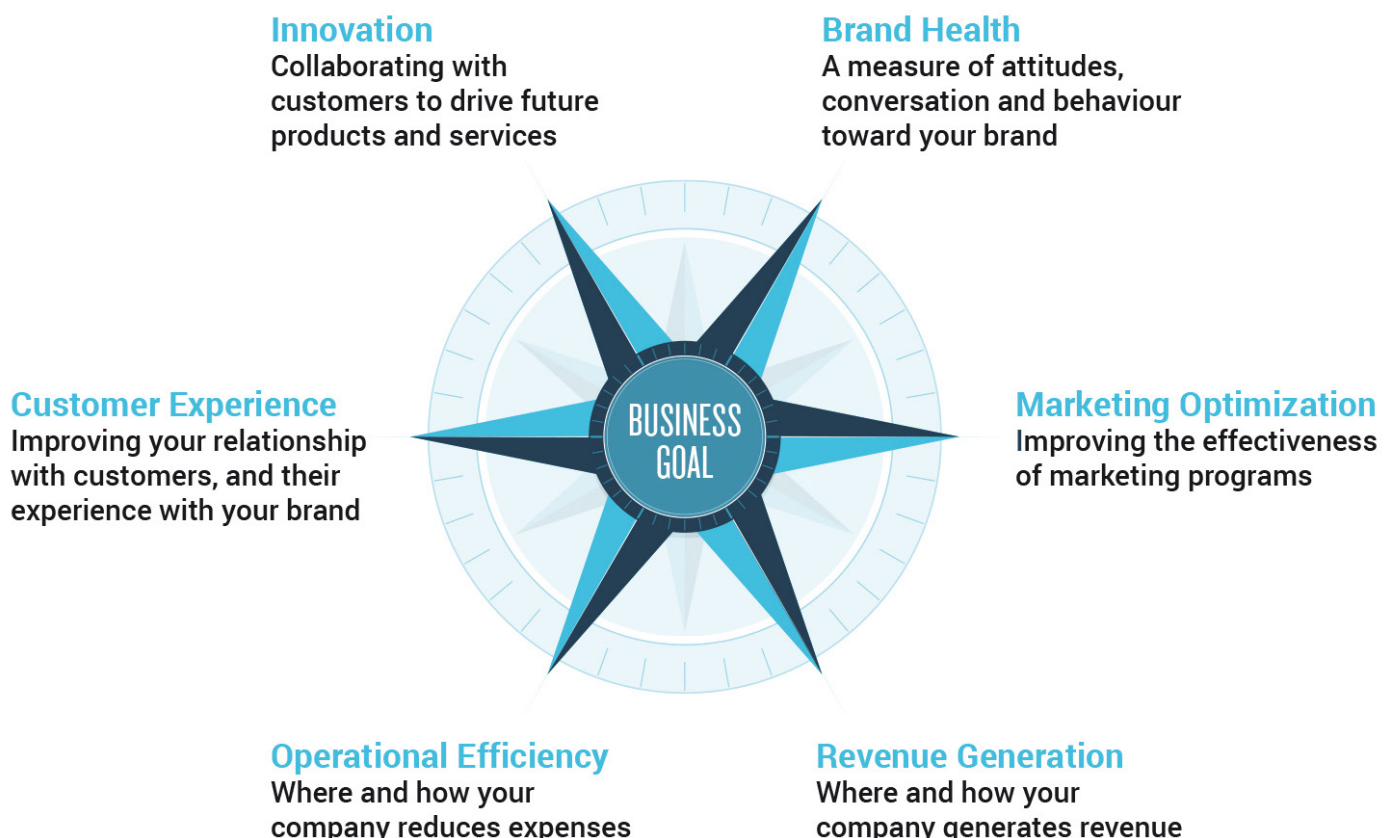 Innovation
Collaborating with
customers to drive future
products and services
Brand Health
A measure of attitudes,
conversation and behaviour
toward your brand
Customer Experience
Improving your relationship
with customers, and their
experience with your brand
BUSINESS
GOAL
Marketing Optimization
Improving the effectiveness
of marketing programs
Operational Efficiency
Where and how your
company reduces expenses
Revenue Generation
Where and how your
company generates revenue